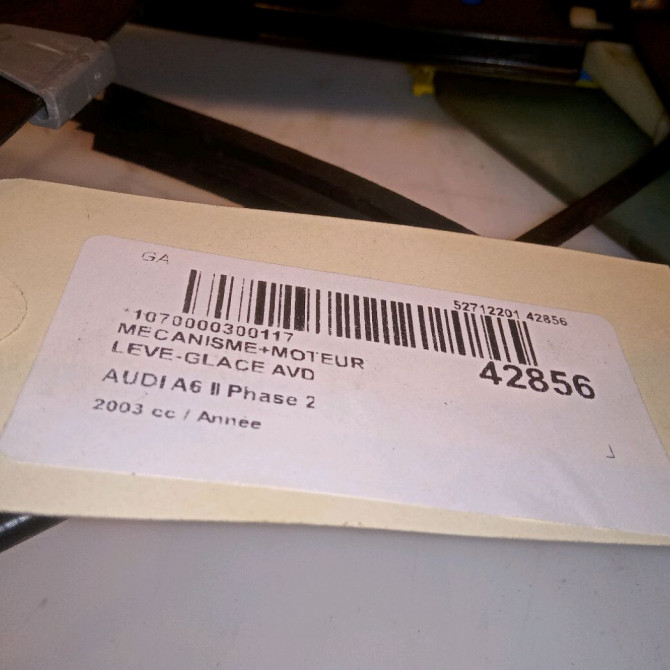 GA
52712201 42856
*1070000300117
MECANISME+MOTEUR
LEVE-GLACE AVD
42856
AUDI A6 II Phase 2
2003 cc / Année